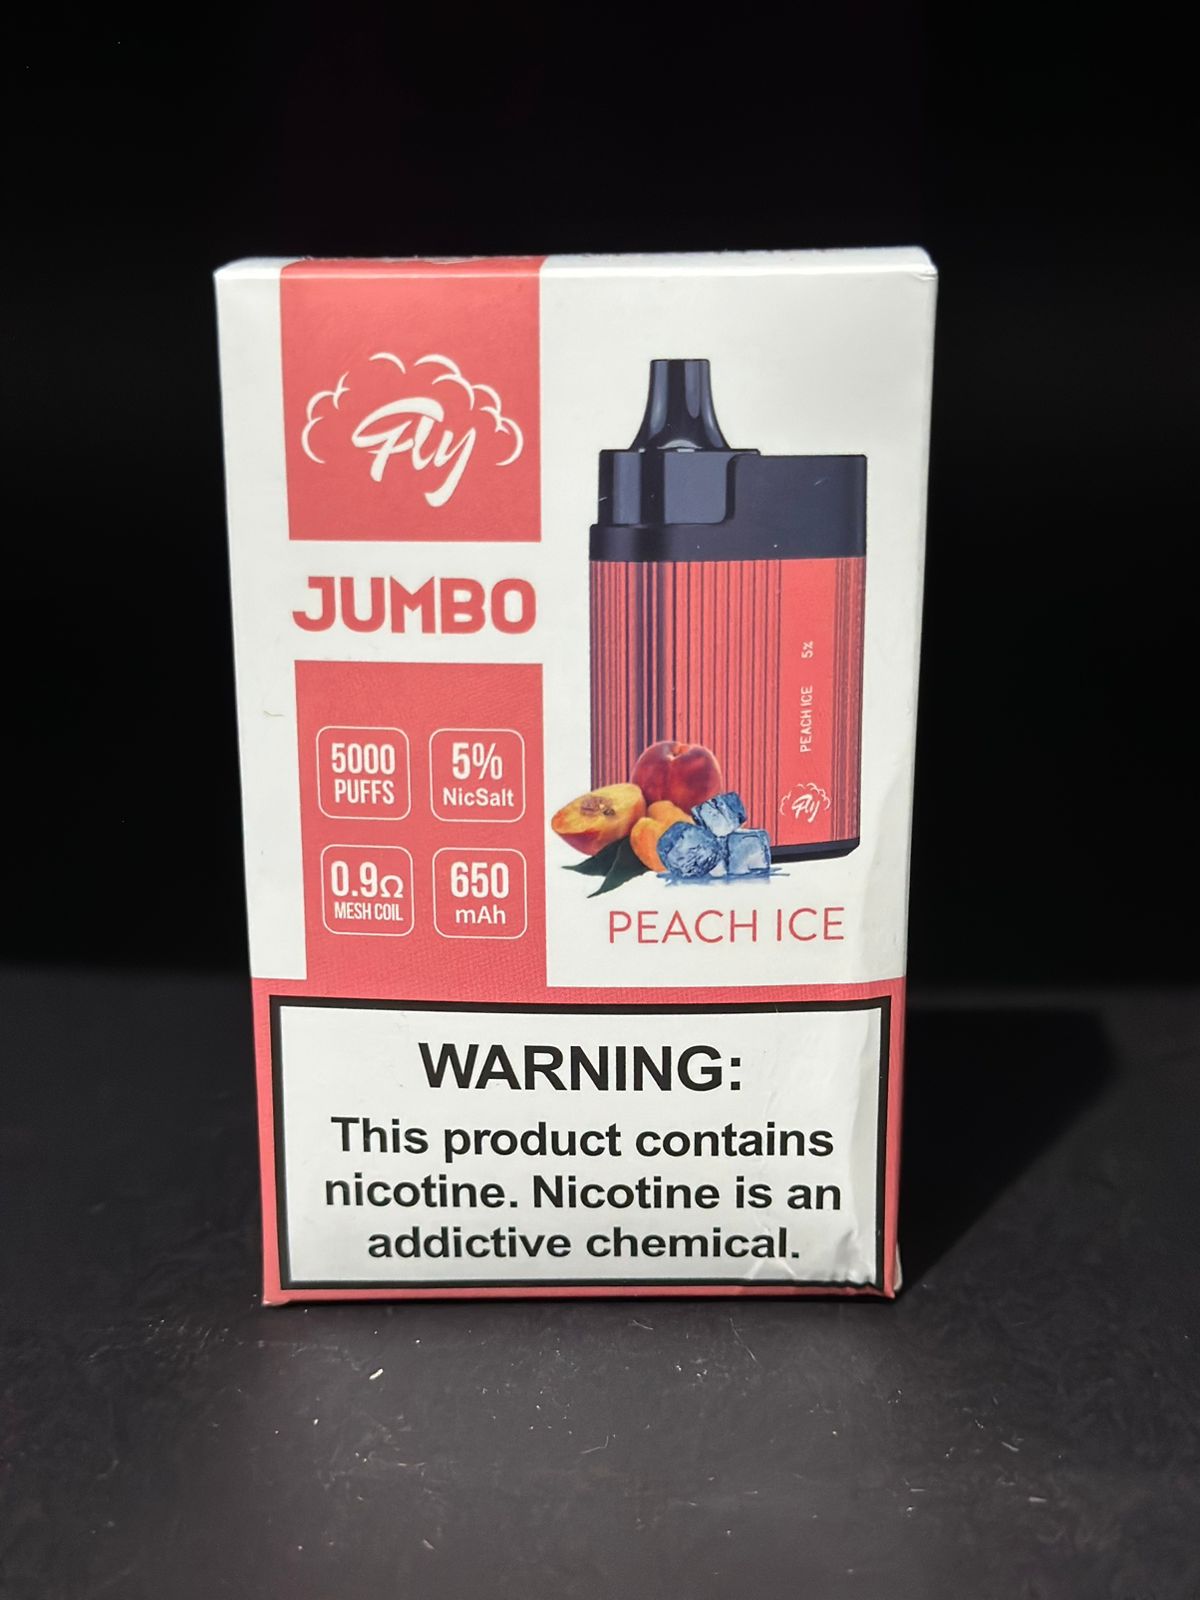 Fly
JUMBO
5000
PUFFS
5%
NicSalt
0.9Ω
MESH COIL
650
mAh
PEACH ICE 5%
Fly
PEACH ICE
WARNING:
This product contains
nicotine. Nicotine is an
addictive chemical.